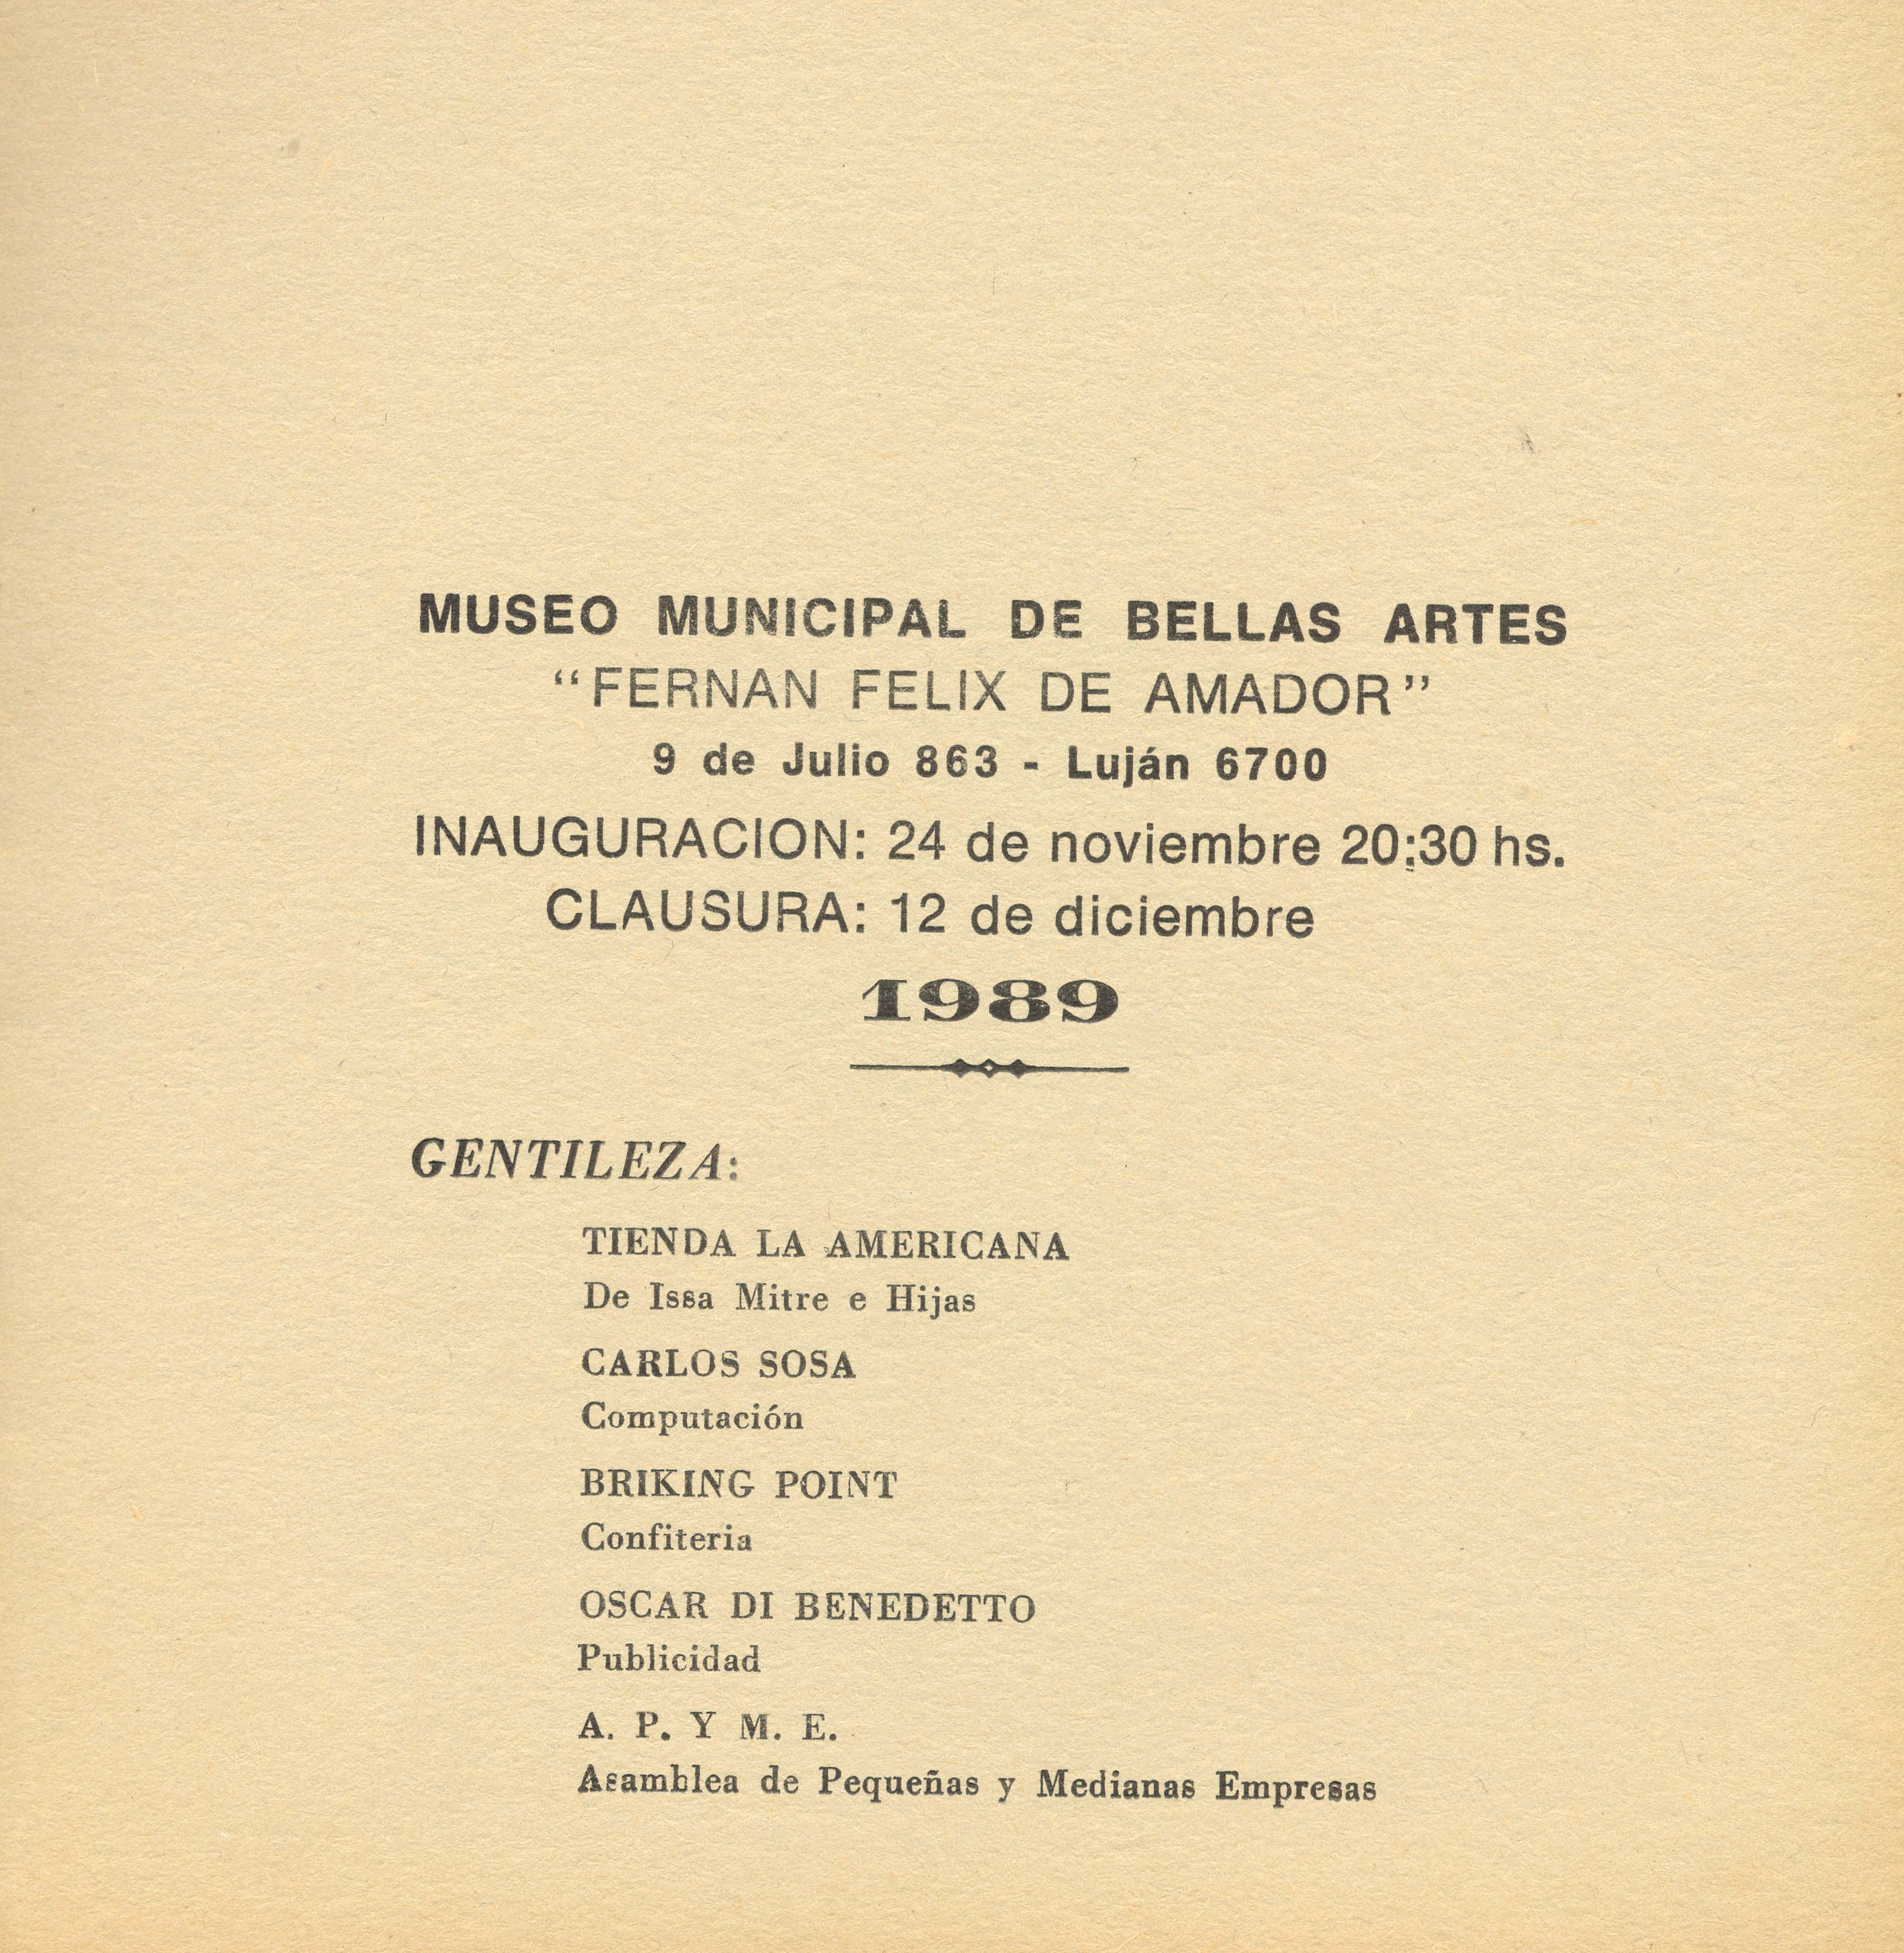 MUSEO MUNICIPAL DE BELLAS ARTES
“FERNAN FELIX DE AMADOR”
9 de Julio 863 - Luján 6700
INAUGURACION: 24 de noviembre 20:30 hs.
CLAUSURA: 12 de diciembre
1989
GENTILEZA:
TIENDA LA AMERICANA
De Issa Mitre e Hijas
CARLOS SOSA
Computación
BRIKING POINT
Confiteria
OSCAR DI BENEDETTO
Publicidad
A. P. Y M. E.
Asamblea de Pequeñas y Medianas Empresas